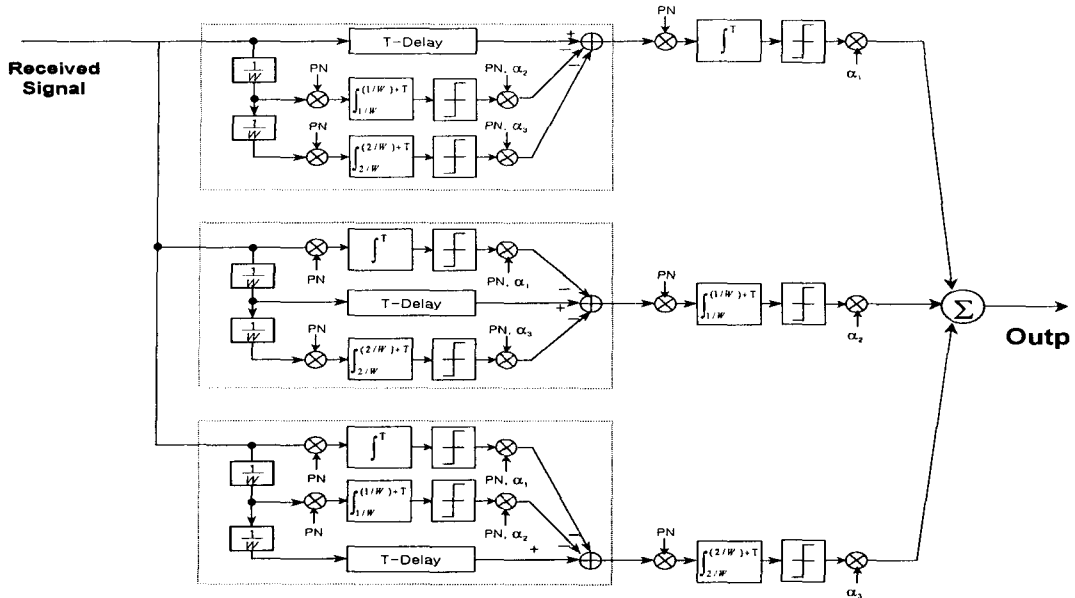 PN
PN
T-Delay
+
−
−
∫ᵀ
α₁
Received
Signal
1/W
PN
PN, α₂
∫_{1/W}^{(1/W)+T}
1/W
PN
PN, α₃
∫_{2/W}^{(2/W)+T}
∫ᵀ
PN
PN, α₁
1/W
−
PN
T-Delay
+
−
∫_{1/W}^{(1/W)+T}
α₂
Σ
Outp
1/W
PN
PN, α₃
∫_{2/W}^{(2/W)+T}
∫ᵀ
PN
PN, α₁
1/W
∫_{1/W}^{(1/W)+T}
PN
PN, α₂
−
−
1/W
T-Delay
+
PN
∫_{2/W}^{(2/W)+T}
α₃